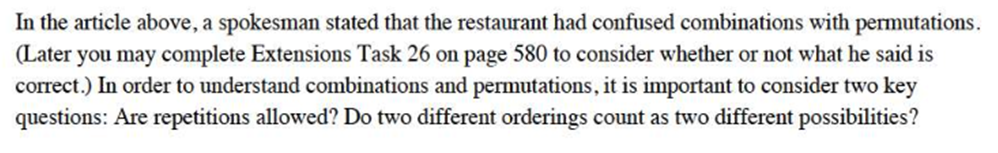 In the article above, a spokesman stated that the restaurant had confused combinations with permutations.
(Later you may complete Extensions Task 26 on page 580 to consider whether or not what he said is
correct.) In order to understand combinations and permutations, it is important to consider two key
questions: Are repetitions allowed? Do two different orderings count as two different possibilities?